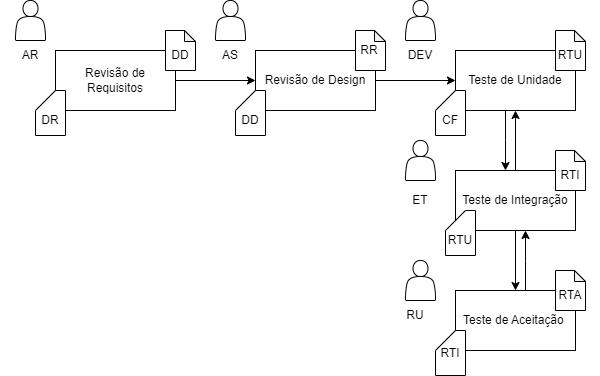 AR
DD
Revisão de
Requisitos
DR
AS
RR
Revisão de Design
DD
DEV
RTU
Teste de Unidade
CF
ET
RTI
Teste de Integração
RTU
RU
RTA
Teste de Aceitação
RTI